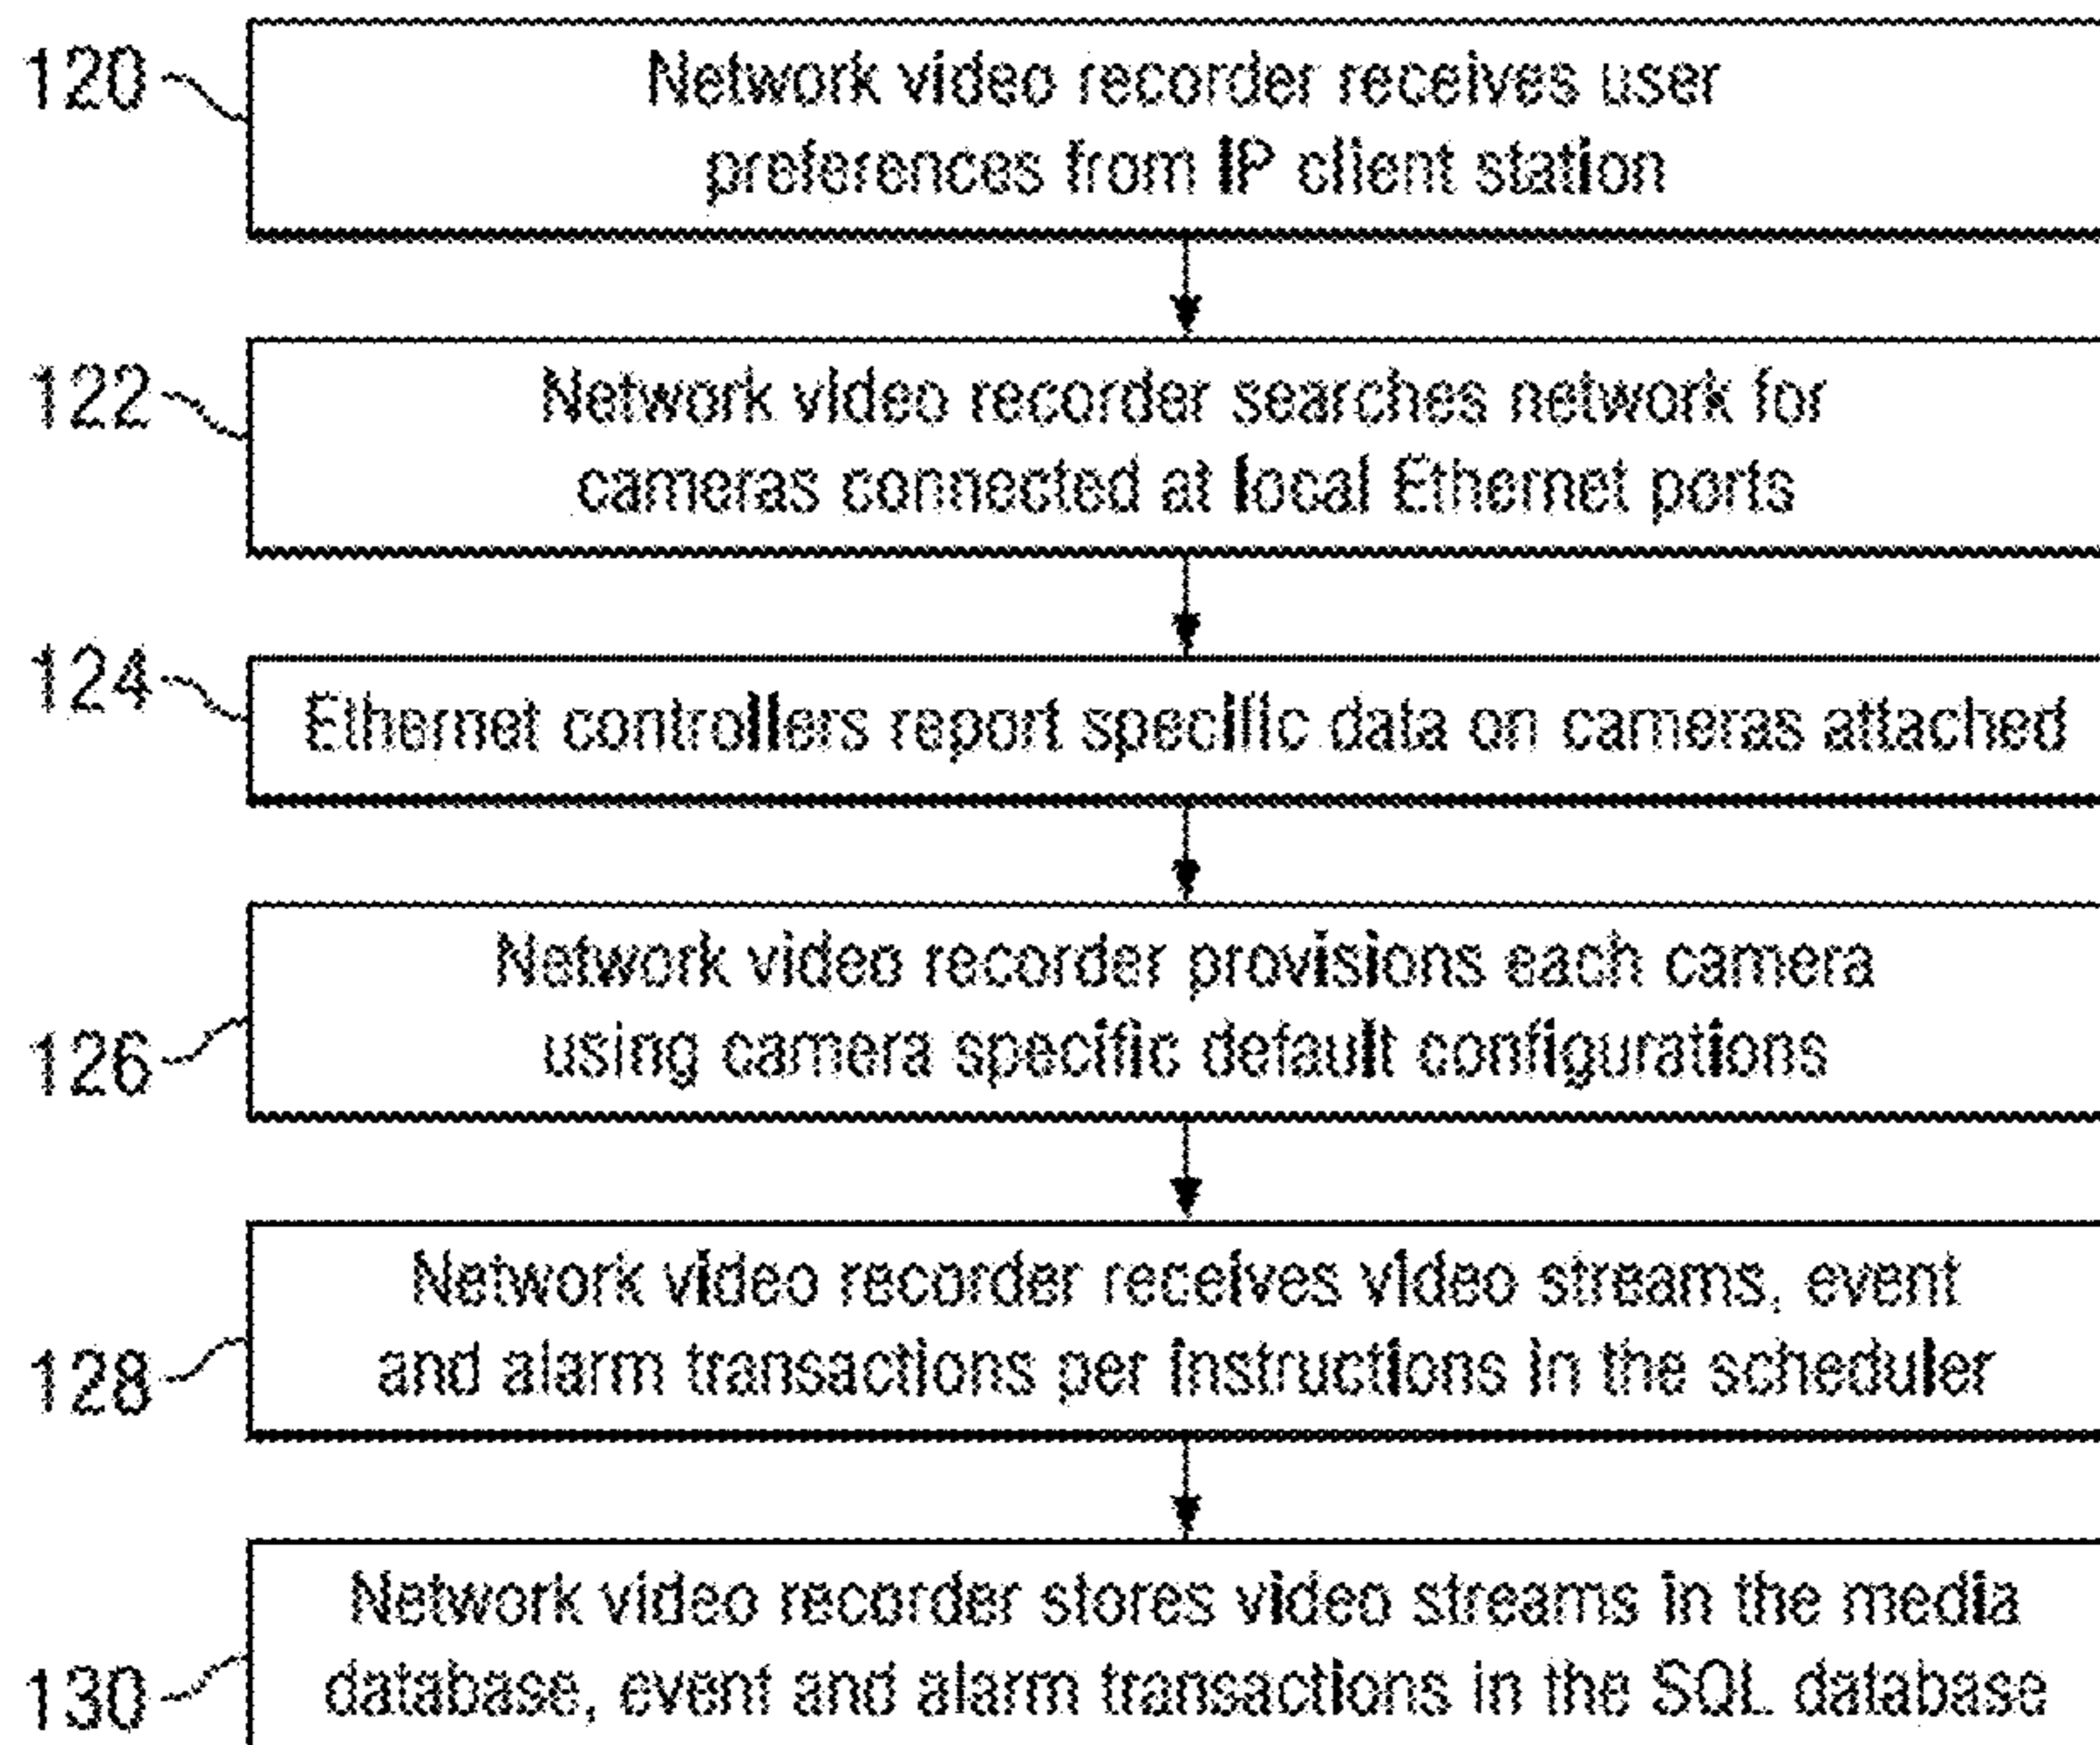 120
Network video recorder receives user
preferences from IP client station
122
Network video recorder searches network for
cameras connected at local Ethernet ports
124
Ethernet controllers report specific data on cameras attached
126
Network video recorder provisions each camera
using camera specific default configurations
128
Network video recorder receives video streams, event
and alarm transactions per instructions in the scheduler
130
Network video recorder stores video streams in the media
database, event and alarm transactions in the SQL database